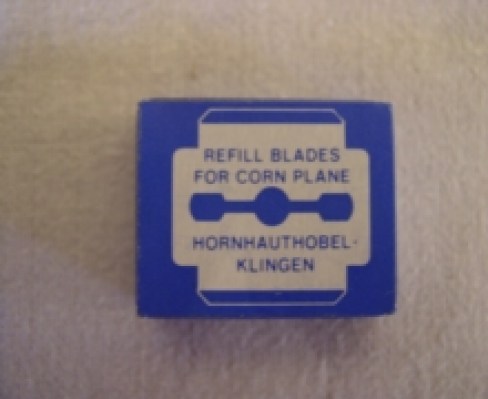 REFILL BLADES
FOR CORN PLANE
HORNHAUTHOBEL-
KLINGEN